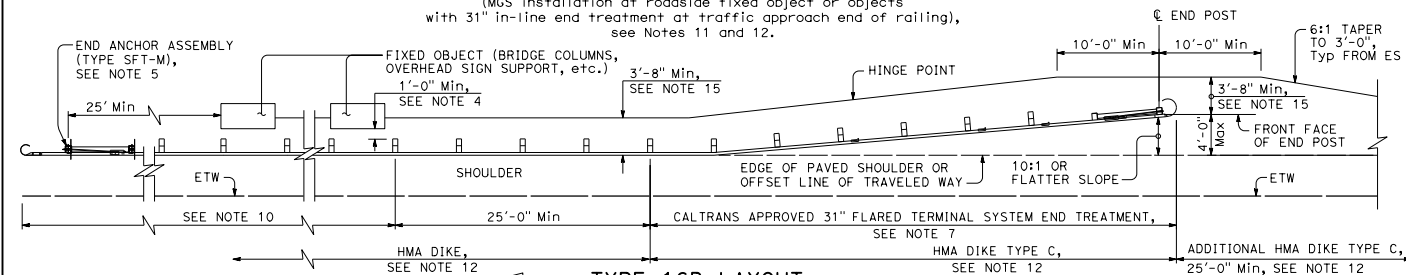 (MGS installation at roadside fixed object or objects
with 31" in-line end treatment at traffic approach end of railing),
see Notes 11 and 12.
℄ END POST
END ANCHOR ASSEMBLY
(TYPE SFT-M),
SEE NOTE 5
FIXED OBJECT (BRIDGE COLUMNS,
OVERHEAD SIGN SUPPORT, etc.)
1'-0" Min,
SEE NOTE 4
3'-8" Min,
SEE NOTE 15
HINGE POINT
10'-0" Min
10'-0" Min
6:1 TAPER
TO 3'-0",
Typ FROM ES
25' Min
3'-8" Min,
SEE NOTE 15
4'-0"
Max
FRONT FACE
OF END POST
ETW
SHOULDER
EDGE OF PAVED SHOULDER OR
OFFSET LINE OF TRAVELED WAY
10:1 OR
FLATTER SLOPE
ETW
SEE NOTE 10
25'-0" Min
CALTRANS APPROVED 31" FLARED TERMINAL SYSTEM END TREATMENT,
SEE NOTE 7
HMA DIKE,
SEE NOTE 12
HMA DIKE TYPE C,
SEE NOTE 12
ADDITIONAL HMA DIKE TYPE C,
25'-0" Min, SEE NOTE 12